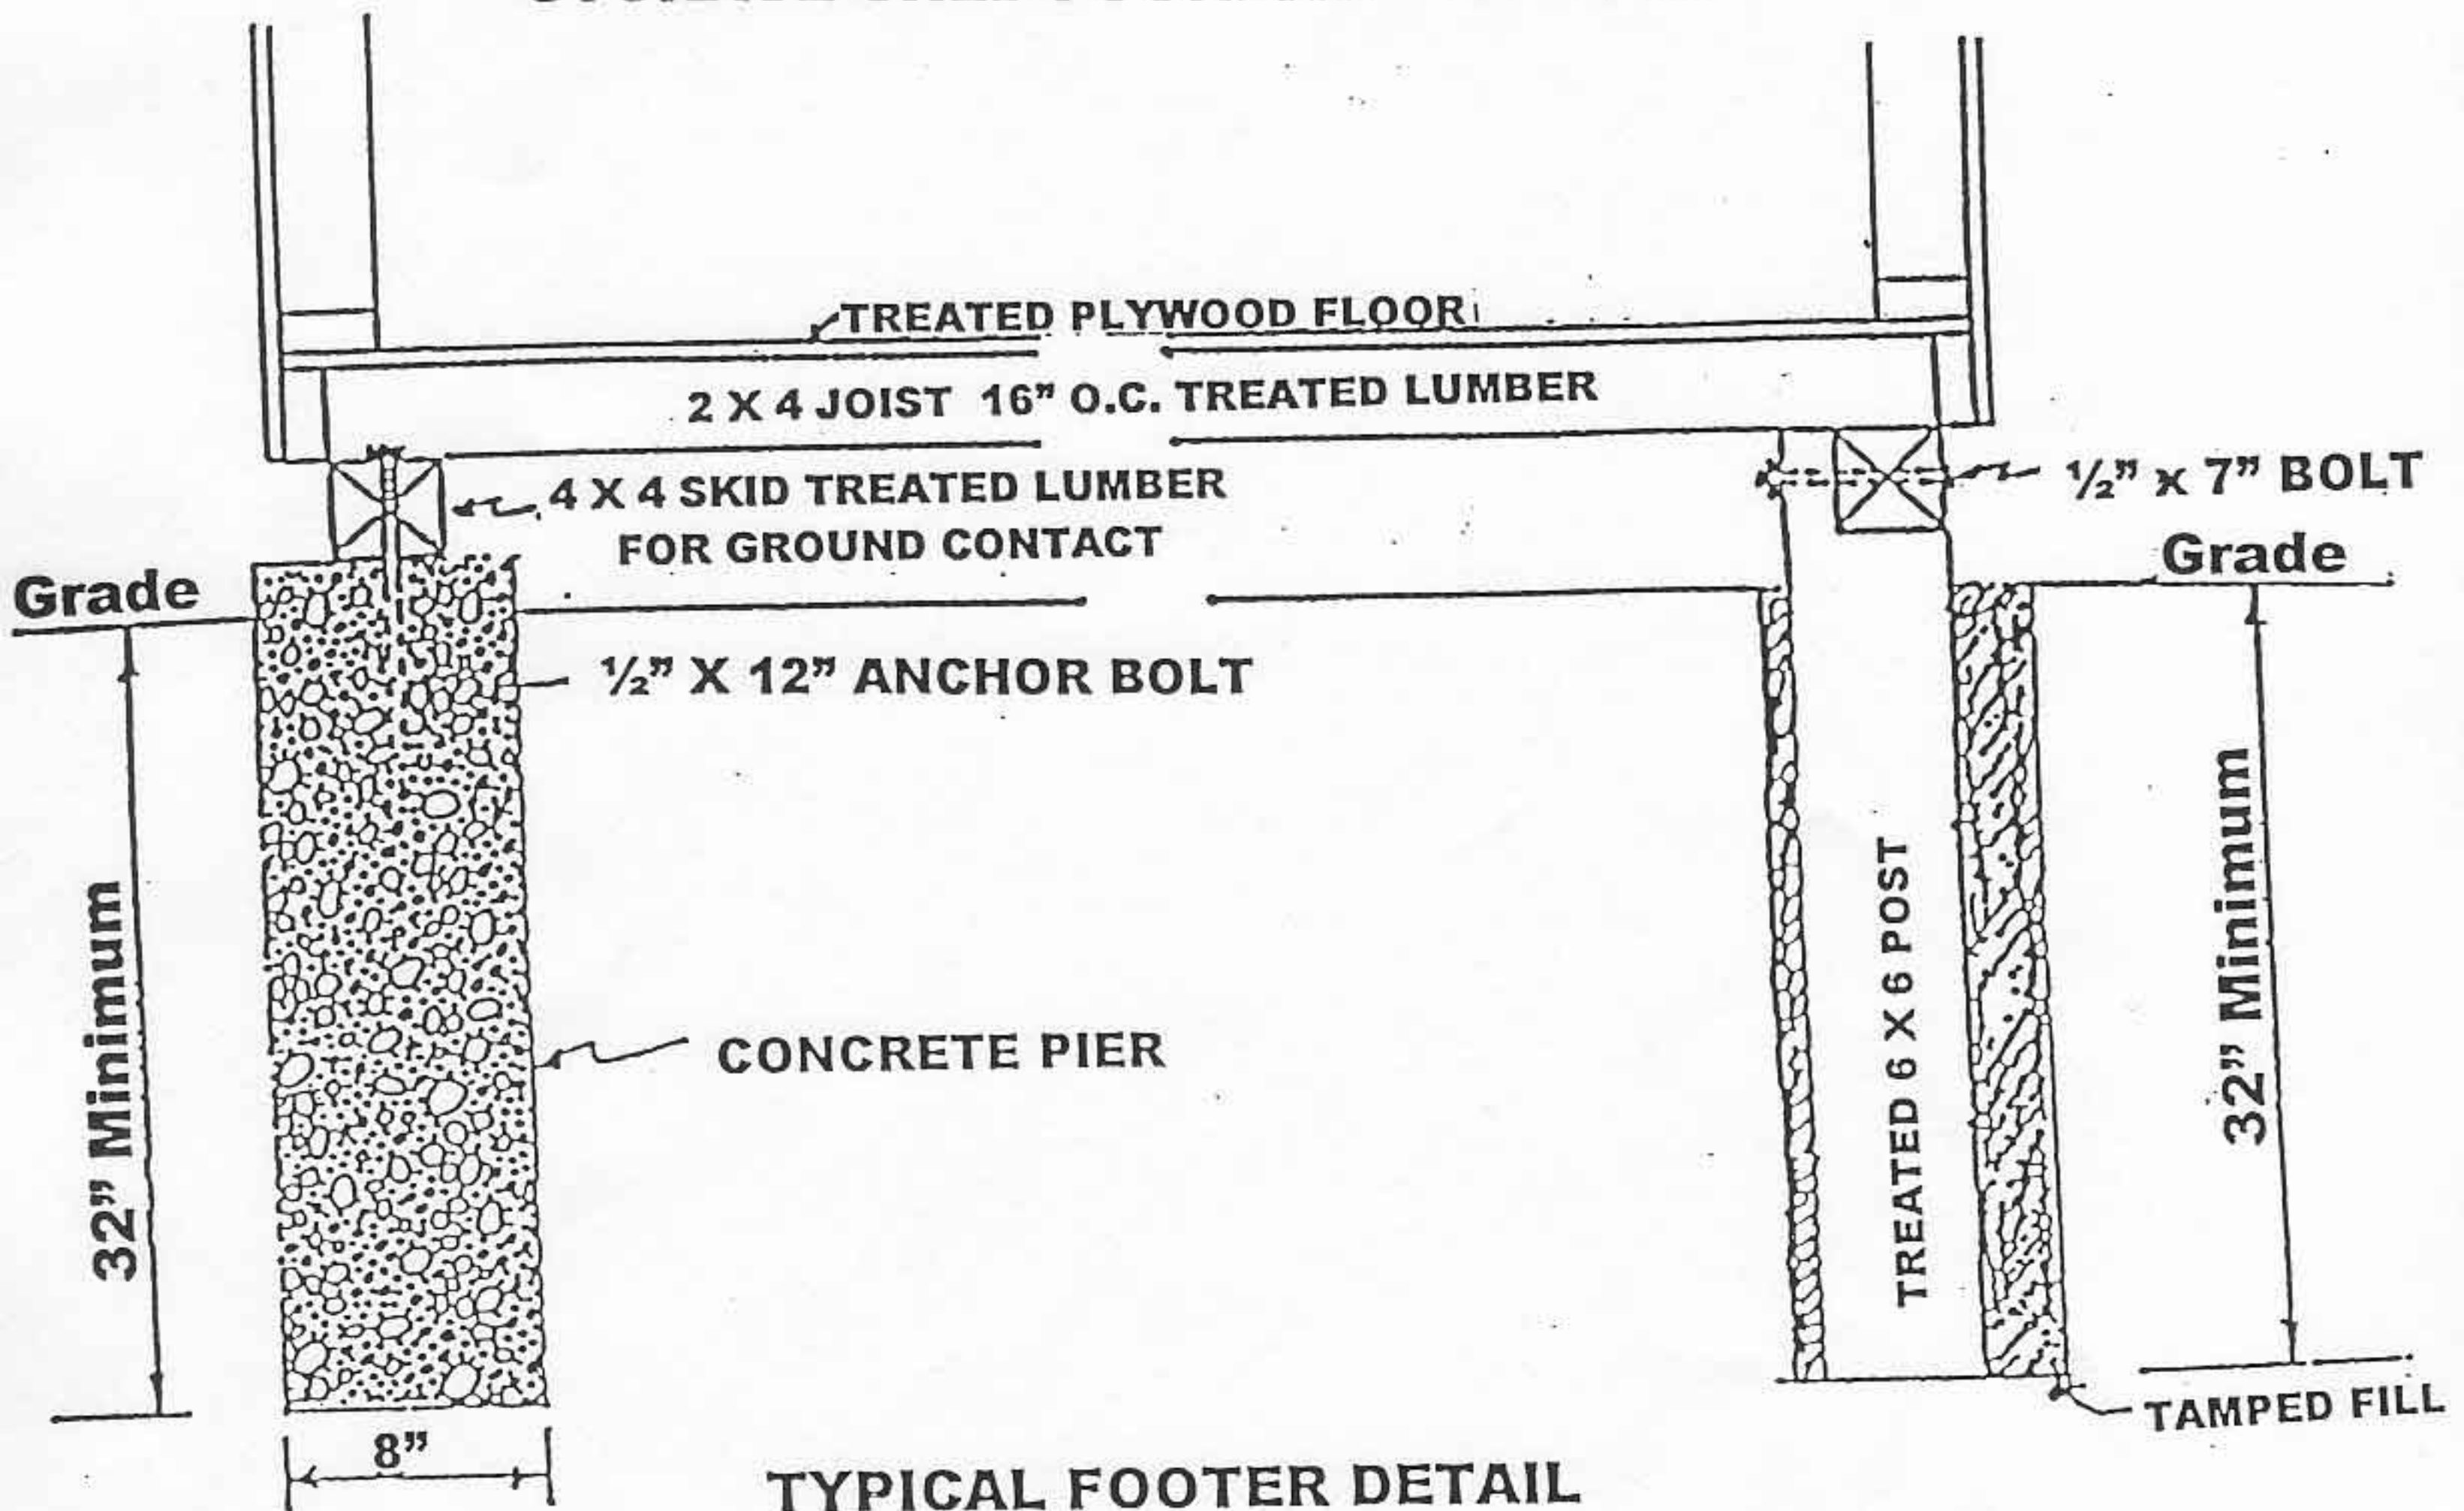 TREATED PLYWOOD FLOOR
2 X 4 JOIST 16” O.C. TREATED LUMBER
4 X 4 SKID TREATED LUMBER
FOR GROUND CONTACT
½” x 7” BOLT
Grade
Grade
½” X 12” ANCHOR BOLT
32” Minimum
CONCRETE PIER
TREATED 6 X 6 POST
32” Minimum
TAMPED FILL
8”
TYPICAL FOOTER DETAIL